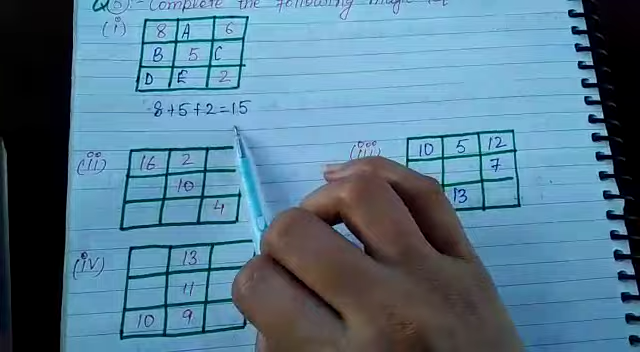 Q5:- Complete the following magic
(i)
8 A 6
B 5 C
D E 2
8+5+2=15
(ii)
16 2
10
4
(iii)
10 5 12
7
13
(iv)
13
11
10 9